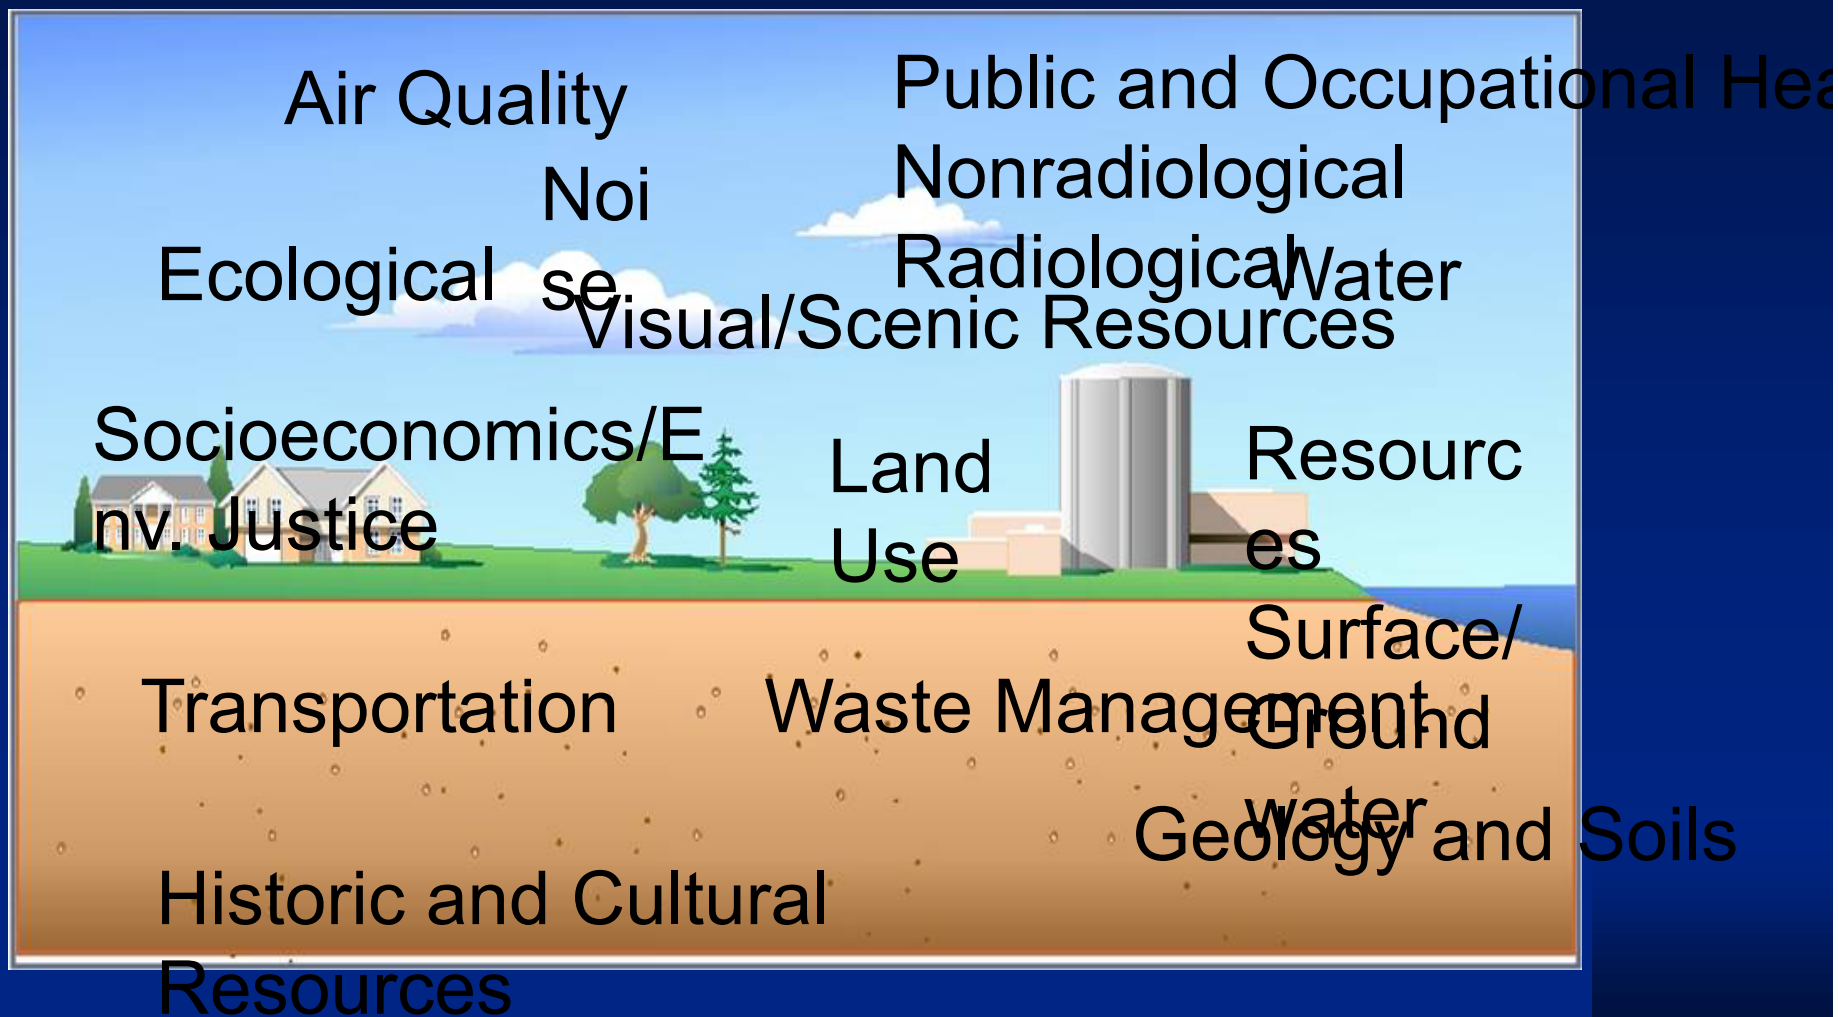 Air Quality
Public and Occupational Hea
Nonradiological
Radiological
Noi
se
Ecological
Water
Resourc
es
Surface/
Ground
water
Visual/Scenic Resources
Socioeconomics/E
nv. Justice
Land
Use
Transportation
Waste Management
Geology and Soils
Historic and Cultural
Resources